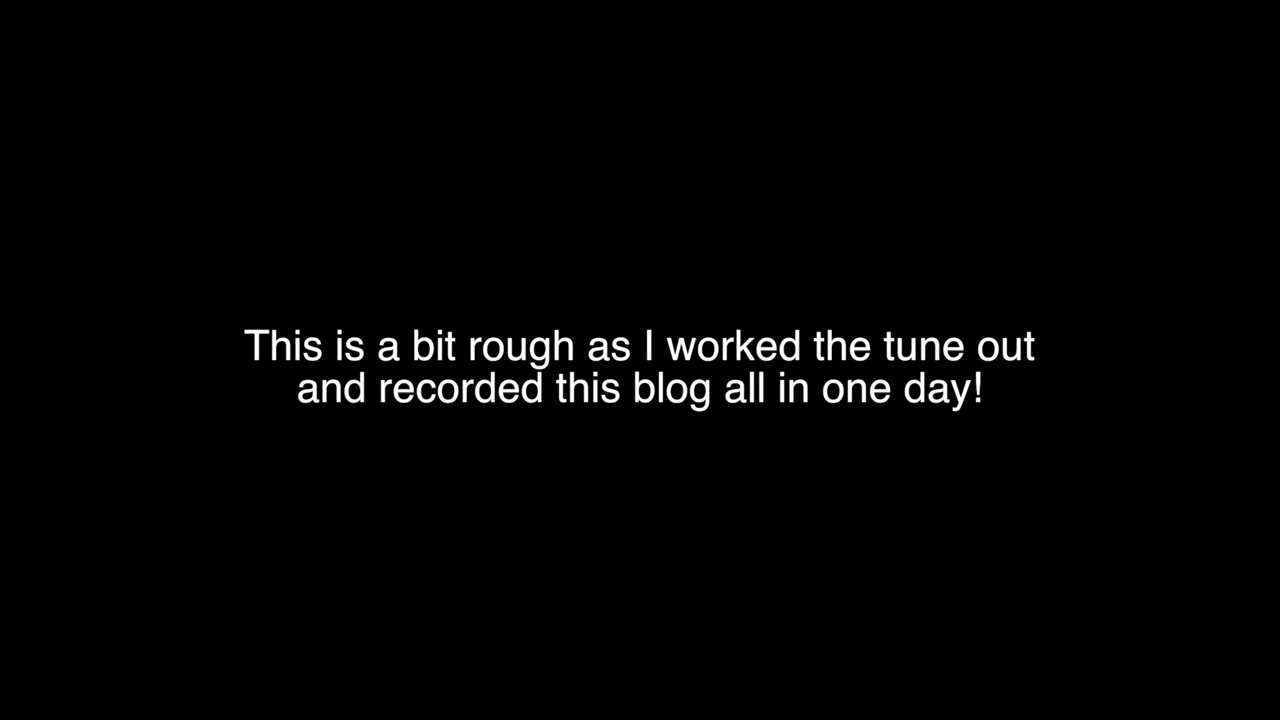 This is a bit rough as I worked the tune out
and recorded this blog all in one day!